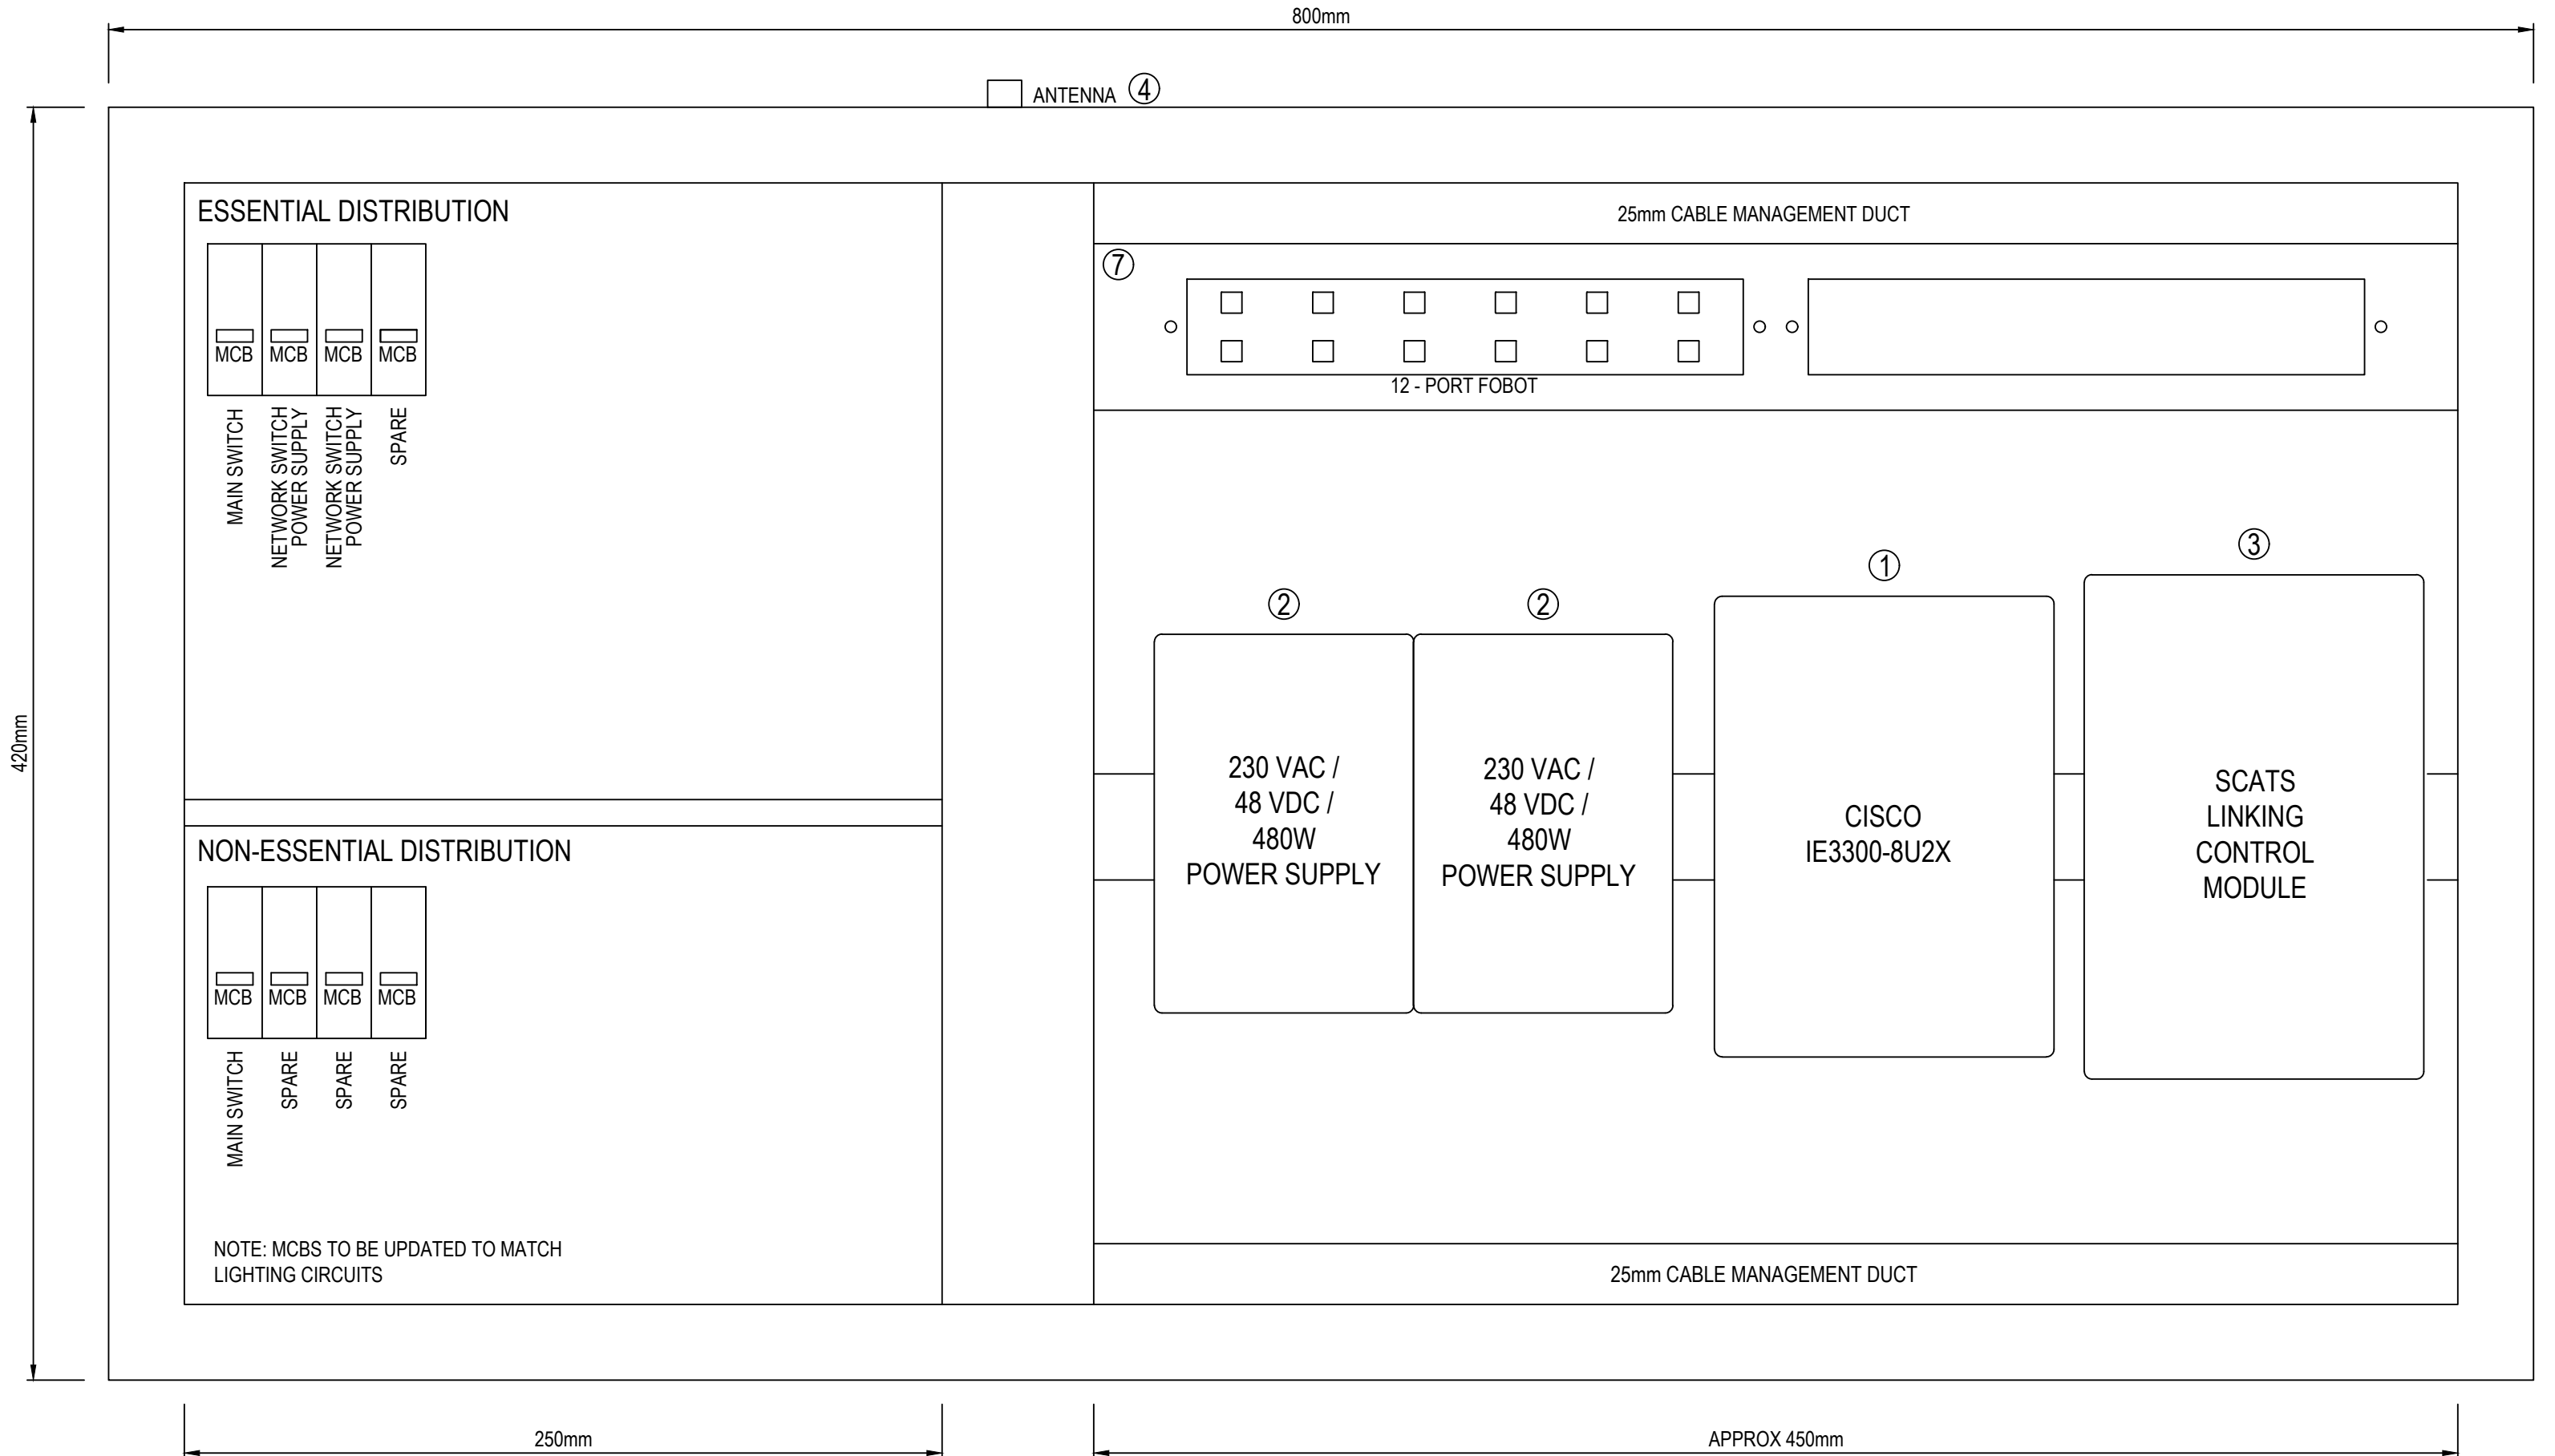 800mm
ANTENNA 4
ESSENTIAL DISTRIBUTION
25mm CABLE MANAGEMENT DUCT
7
MCB MCB MCB MCB
12 - PORT FOBOT
MAIN SWITCH
NETWORK SWITCH
POWER SUPPLY
NETWORK SWITCH
POWER SUPPLY
SPARE
420mm
2
2
1
3
230 VAC /
48 VDC /
480W
POWER SUPPLY
230 VAC /
48 VDC /
480W
POWER SUPPLY
CISCO
IE3300-8U2X
SCATS
LINKING
CONTROL
MODULE
NON-ESSENTIAL DISTRIBUTION
MCB MCB MCB MCB
MAIN SWITCH
SPARE
SPARE
SPARE
NOTE: MCBS TO BE UPDATED TO MATCH
LIGHTING CIRCUITS
25mm CABLE MANAGEMENT DUCT
250mm
APPROX 450mm